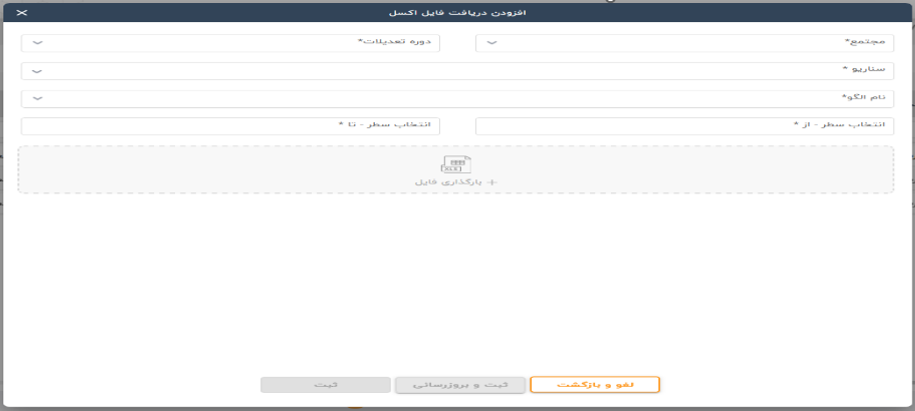 افزودن دریافت فایل اکسل
مجتمع*
دوره تعدیلات*
سناریو *
نام الگو*
انتخاب سطر - از *
انتخاب سطر - تا *
XLX
+ بارگذاری فایل
لغو و بازگشت
ثبت و بروزرسانی
ثبت